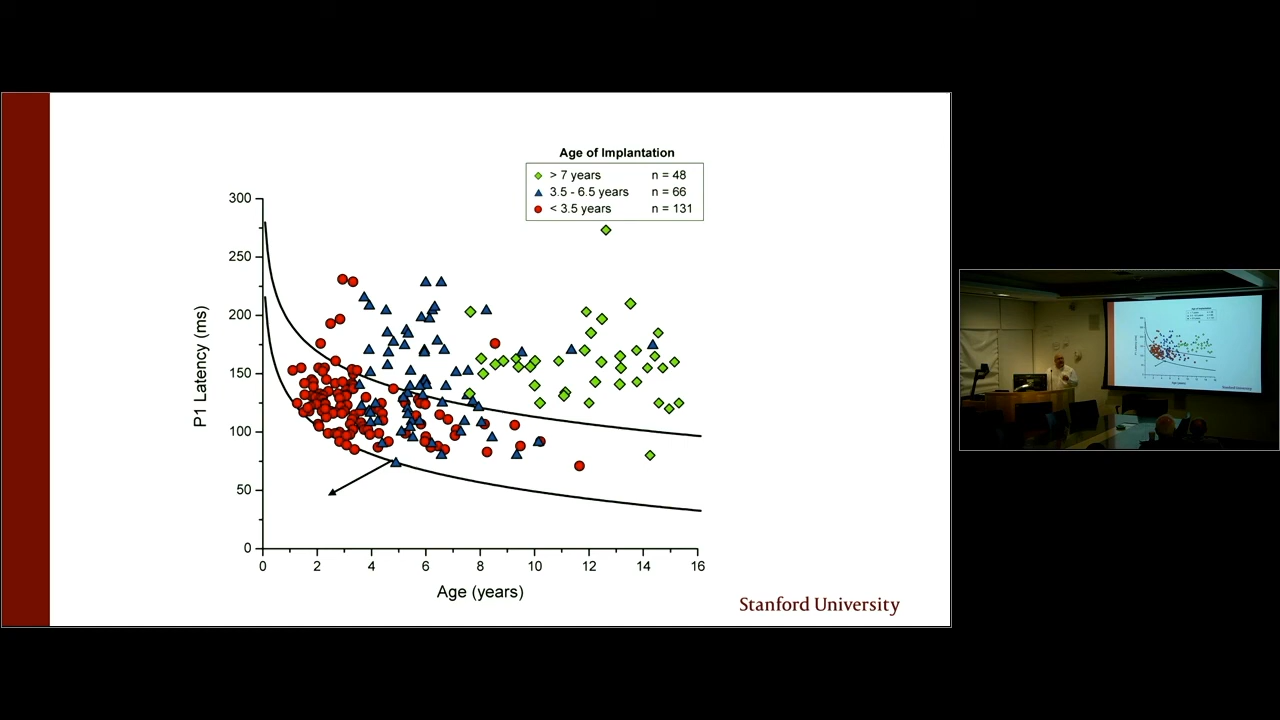 Age of Implantation
> 7 years n = 48
3.5 - 6.5 years n = 66
< 3.5 years n = 131
300
250
200
150
100
50
0
P1 Latency (ms)
0 2 4 6 8 10 12 14 16
Age (years)
Stanford University